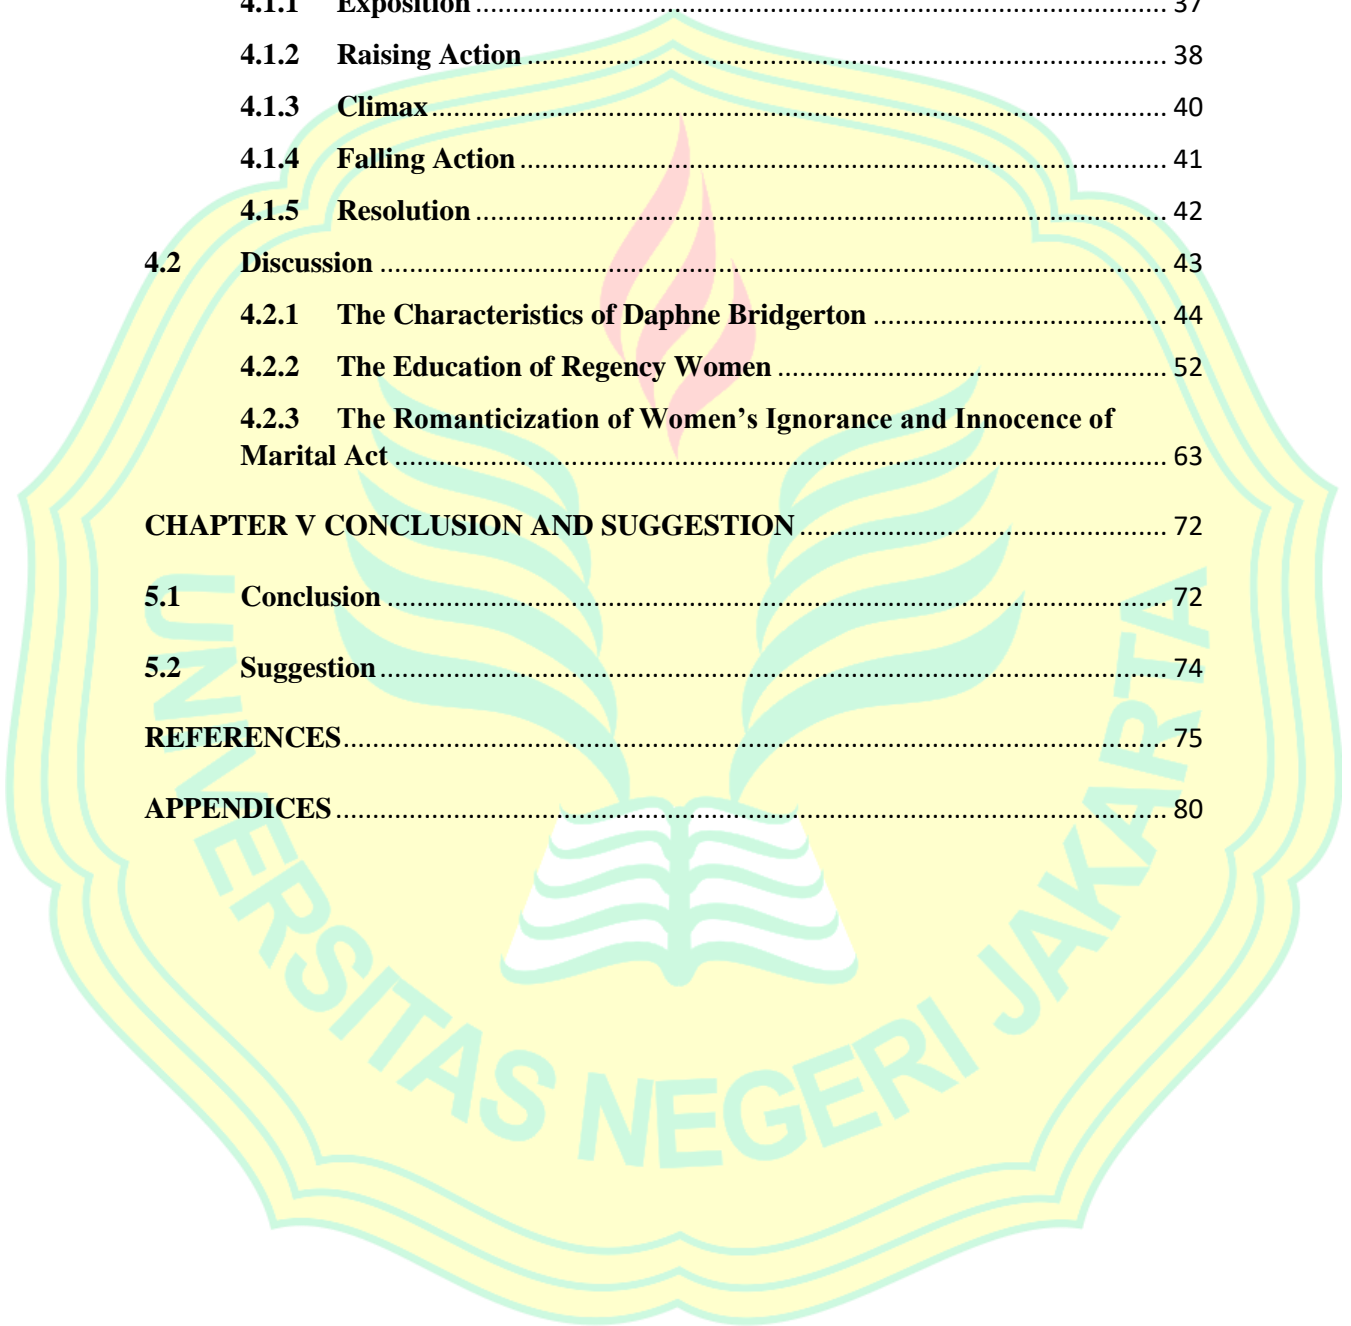 4.1.1 Exposition ........................ 37
4.1.2 Raising Action ........................ 38
4.1.3 Climax ........................ 40
4.1.4 Falling Action ........................ 41
4.1.5 Resolution ........................ 42
4.2 Discussion ........................ 43
4.2.1 The Characteristics of Daphne Bridgerton ........................ 44
4.2.2 The Education of Regency Women ........................ 52
4.2.3 The Romanticization of Women’s Ignorance and Innocence of
Marital Act ........................ 63
CHAPTER V CONCLUSION AND SUGGESTION ........................ 72
5.1 Conclusion ........................ 72
5.2 Suggestion ........................ 74
REFERENCES ........................ 75
APPENDICES ........................ 80
UNIVERSITAS NEGERI JAKARTA